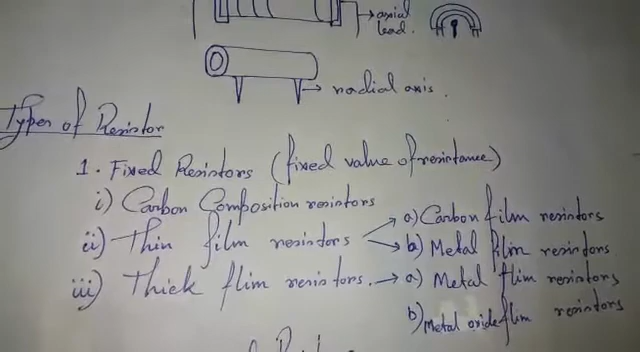 axial
lead.
radial axis.
Types of Resistor
1. Fixed Resistors (fixed value of resistance)
i) Carbon Composition resistors
ii) Thin film resistors a) Carbon film resistors
b) Metal film resistors
iii) Thick flim resistors. a) Metal flim resistors
b) Metal oxide flim resistors